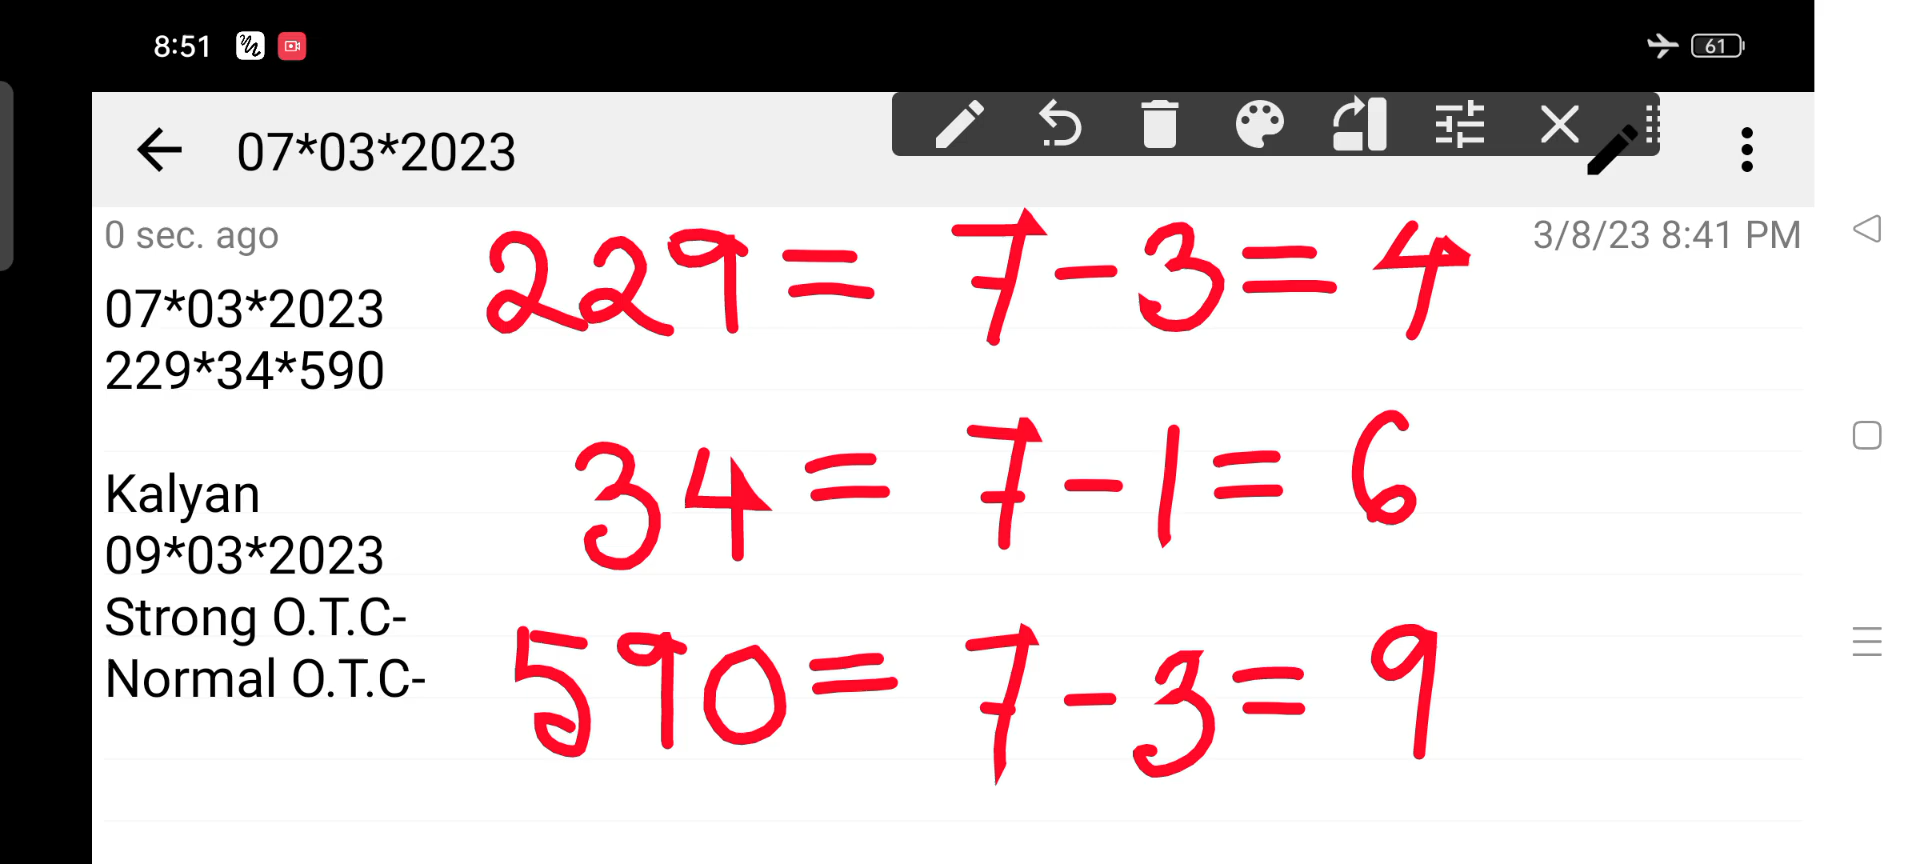 8:51
61
07*03*2023
0 sec. ago
3/8/23 8:41 PM
07*03*2023
229*34*590
Kalyan
09*03*2023
Strong O.T.C-
Normal O.T.C-
229= 7-3=4
34= 7-1=6
590= 7-3=9